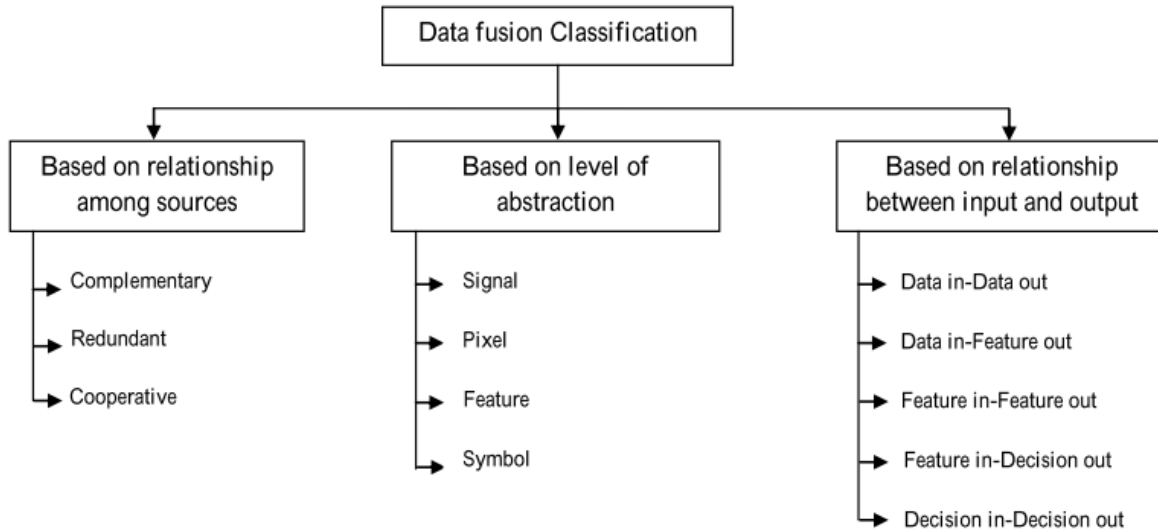 Data fusion Classification
Based on relationship
among sources
Complementary
Redundant
Cooperative
Based on level of
abstraction
Signal
Pixel
Feature
Symbol
Based on relationship
between input and output
Data in-Data out
Data in-Feature out
Feature in-Feature out
Feature in-Decision out
Decision in-Decision out